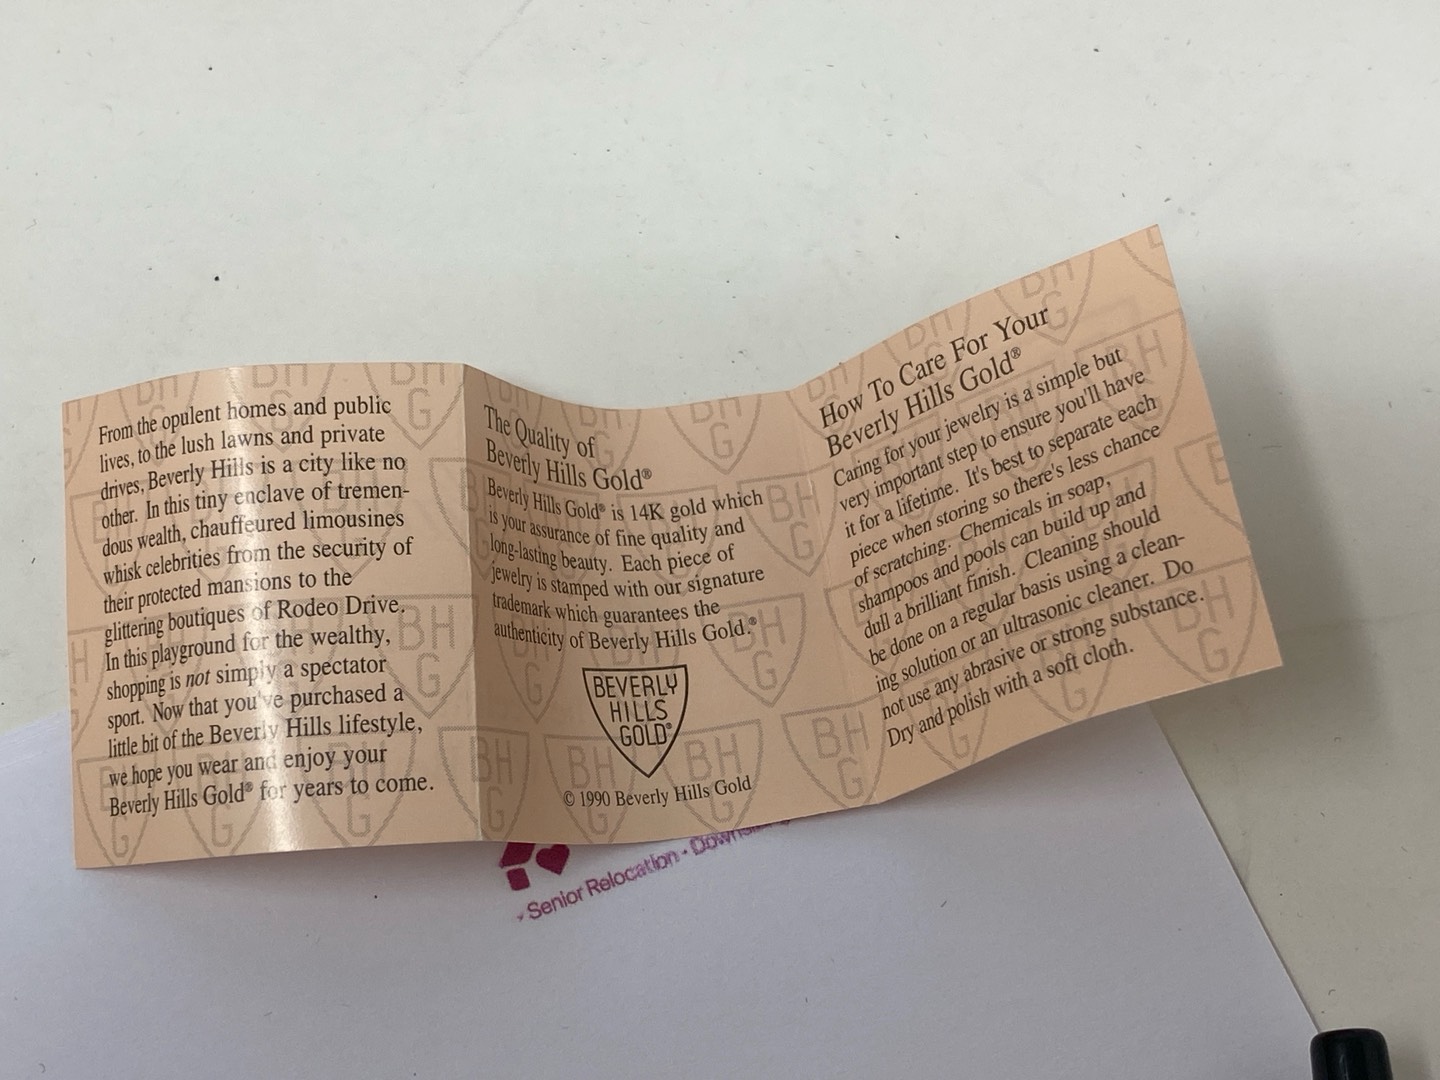 From the opulent homes and public
lives, to the lush lawns and private
drives, Beverly Hills is a city like no
other. In this tiny enclave of tremen-
dous wealth, chauffeured limousines
whisk celebrities from the security of
their protected mansions to the
glittering boutiques of Rodeo Drive.
In this playground for the wealthy,
shopping is not simply a spectator
sport. Now that you've purchased a
little bit of the Beverly Hills lifestyle,
we hope you wear and enjoy your
Beverly Hills Gold® for years to come.
The Quality of
Beverly Hills Gold®
Beverly Hills Gold® is 14K gold which
is your assurance of fine quality and
long-lasting beauty. Each piece of
jewelry is stamped with our signature
trademark which guarantees the
authenticity of Beverly Hills Gold.®
BEVERLY
HILLS
GOLD®
© 1990 Beverly Hills Gold
How To Care For Your
Beverly Hills Gold®
Caring for your jewelry is a simple but
very important step to ensure you'll have
it for a lifetime. It's best to separate each
piece when storing so there's less chance
of scratching. Chemicals in soap,
shampoos and pools can build up and
dull a brilliant finish. Cleaning should
be done on a regular basis using a clean-
ing solution or an ultrasonic cleaner. Do
not use any abrasive or strong substance.
Dry and polish with a soft cloth.
BH
G
Senior Relocation •